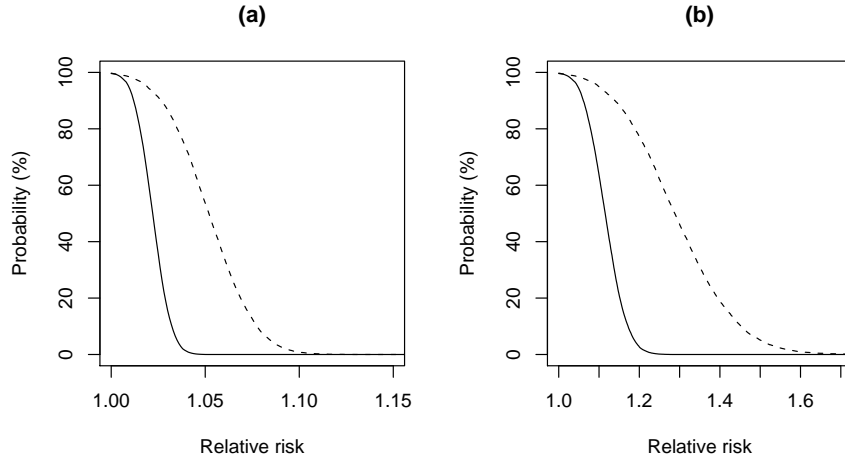 (a)
Probability (%)
0 20 40 60 80 100
1.00 1.05 1.10 1.15
Relative risk
(b)
Probability (%)
0 20 40 60 80 100
1.0 1.2 1.4 1.6
Relative risk